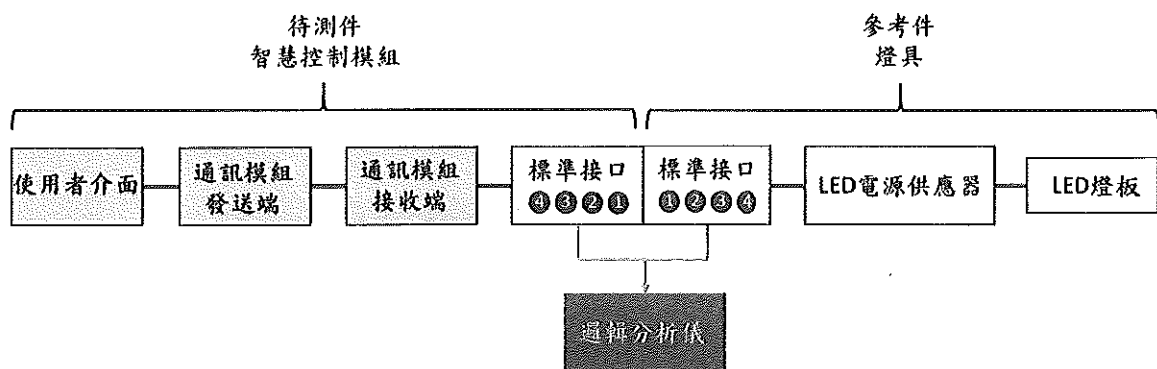 待測件
智慧控制模組
參考件
燈具
使用者介面
通訊模組
發送端
通訊模組
接收端
標準接口
④③②①
標準接口
①②③④
LED電源供應器
LED燈板
邏輯分析儀